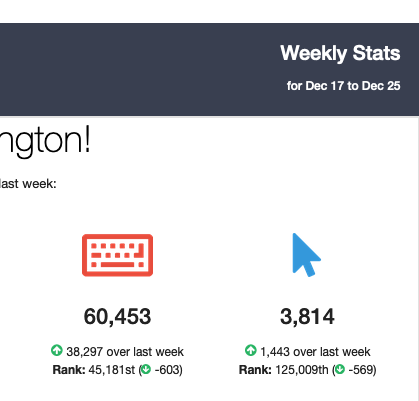 Weekly Stats
for Dec 17 to Dec 25
ngton!
last week:
60,453
3,814
38,297 over last week
1,443 over last week
Rank: 45,181st ( -603)
Rank: 125,009th ( -569)